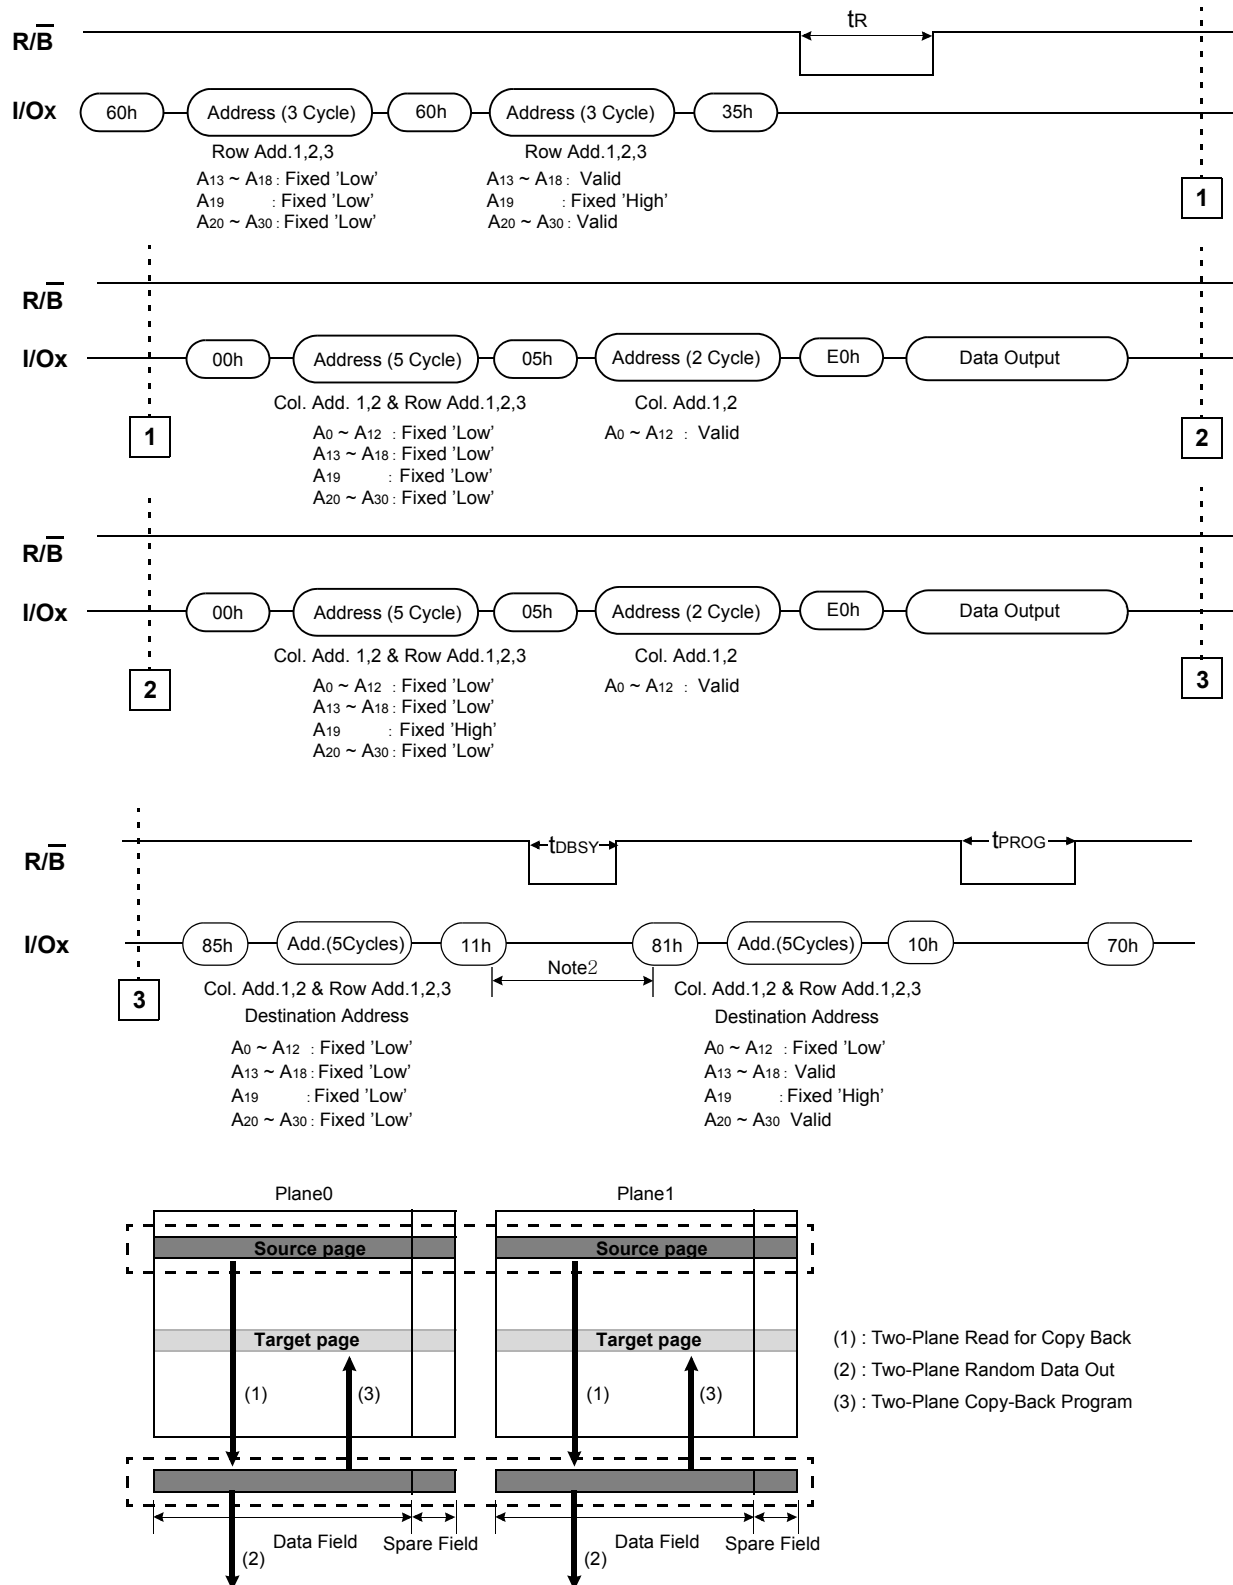 tR
R/B
I/Ox 60h Address (3 Cycle) 60h Address (3 Cycle) 35h
Row Add.1,2,3 Row Add.1,2,3
A13 ~ A18 : Fixed 'Low' A13 ~ A18 : Valid
A19 : Fixed 'Low' A19 : Fixed 'High'
A20 ~ A30 : Fixed 'Low' A20 ~ A30 : Valid
1
R/B
I/Ox 00h Address (5 Cycle) 05h Address (2 Cycle) E0h Data Output
Col. Add. 1,2 & Row Add.1,2,3 Col. Add.1,2
A0 ~ A12 : Fixed 'Low' A0 ~ A12 : Valid
A13 ~ A18 : Fixed 'Low'
A19 : Fixed 'Low'
A20 ~ A30 : Fixed 'Low'
1 2
R/B
I/Ox 00h Address (5 Cycle) 05h Address (2 Cycle) E0h Data Output
Col. Add. 1,2 & Row Add.1,2,3 Col. Add.1,2
A0 ~ A12 : Fixed 'Low' A0 ~ A12 : Valid
A13 ~ A18 : Fixed 'Low'
A19 : Fixed 'High'
A20 ~ A30 : Fixed 'Low'
2 3
R/B tDBSY tPROG
I/Ox 85h Add.(5Cycles) 11h 81h Add.(5Cycles) 10h 70h
Note2
3
Col. Add.1,2 & Row Add.1,2,3 Col. Add.1,2 & Row Add.1,2,3
Destination Address Destination Address
A0 ~ A12 : Fixed 'Low' A0 ~ A12 : Fixed 'Low'
A13 ~ A18 : Fixed 'Low' A13 ~ A18 : Valid
A19 : Fixed 'Low' A19 : Fixed 'High'
A20 ~ A30 : Fixed 'Low' A20 ~ A30 Valid
Plane0 Plane1
Source page Source page
Target page Target page
(1) (3) (1) (3)
(1) : Two-Plane Read for Copy Back
(2) : Two-Plane Random Data Out
(3) : Two-Plane Copy-Back Program
Data Field Spare Field Data Field Spare Field
(2) (2)